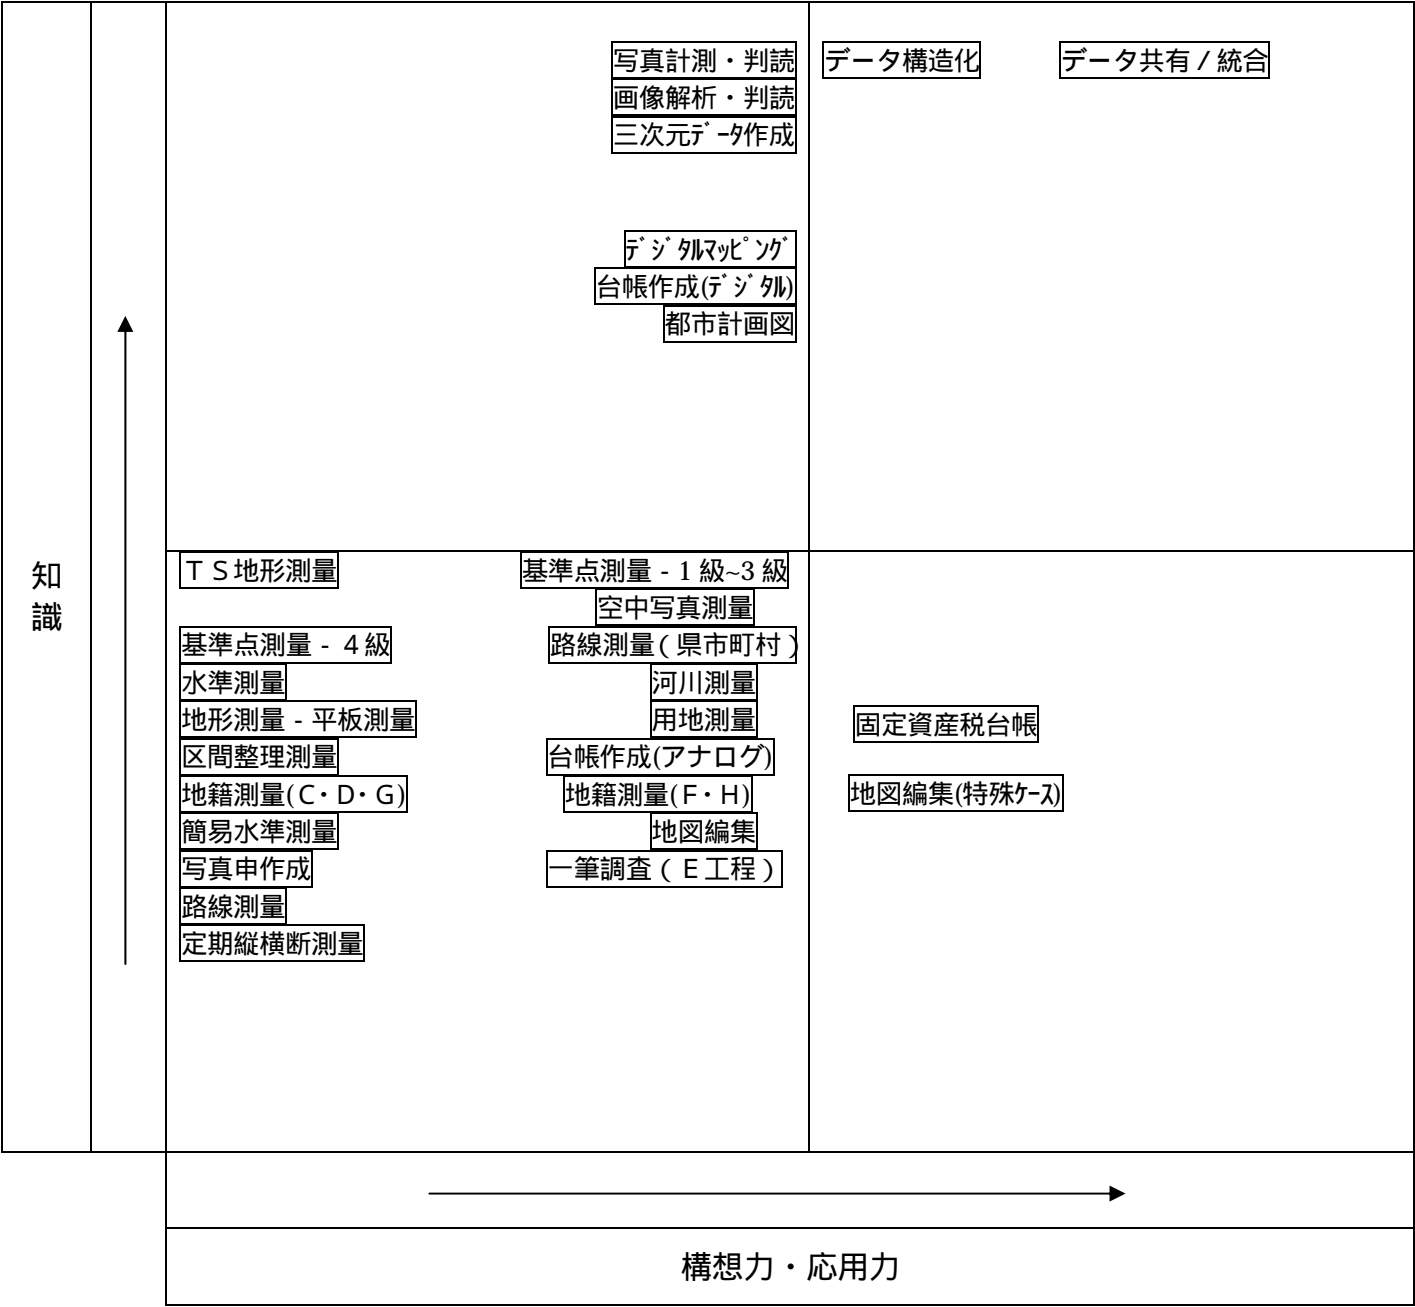 写真計測・判読
画像解析・判読
三次元ﾃﾞｰﾀ作成
ﾃﾞｼﾞﾀﾙﾏｯﾋﾟﾝｸﾞ
台帳作成(ﾃﾞｼﾞﾀﾙ)
都市計画図
データ構造化
データ共有/統合
知
識
ＴＳ地形測量
基準点測量-４級
水準測量
地形測量-平板測量
区間整理測量
地籍測量(Ｃ･Ｄ･Ｇ)
簡易水準測量
写真申作成
路線測量
定期縦横断測量
基準点測量-1級~3級
空中写真測量
路線測量(県市町村)
河川測量
用地測量
台帳作成(アナログ)
地籍測量(Ｆ･Ｈ)
地図編集
一筆調査(Ｅ工程)
固定資産税台帳
地図編集(特殊ｹｰｽ)
構想力・応用力